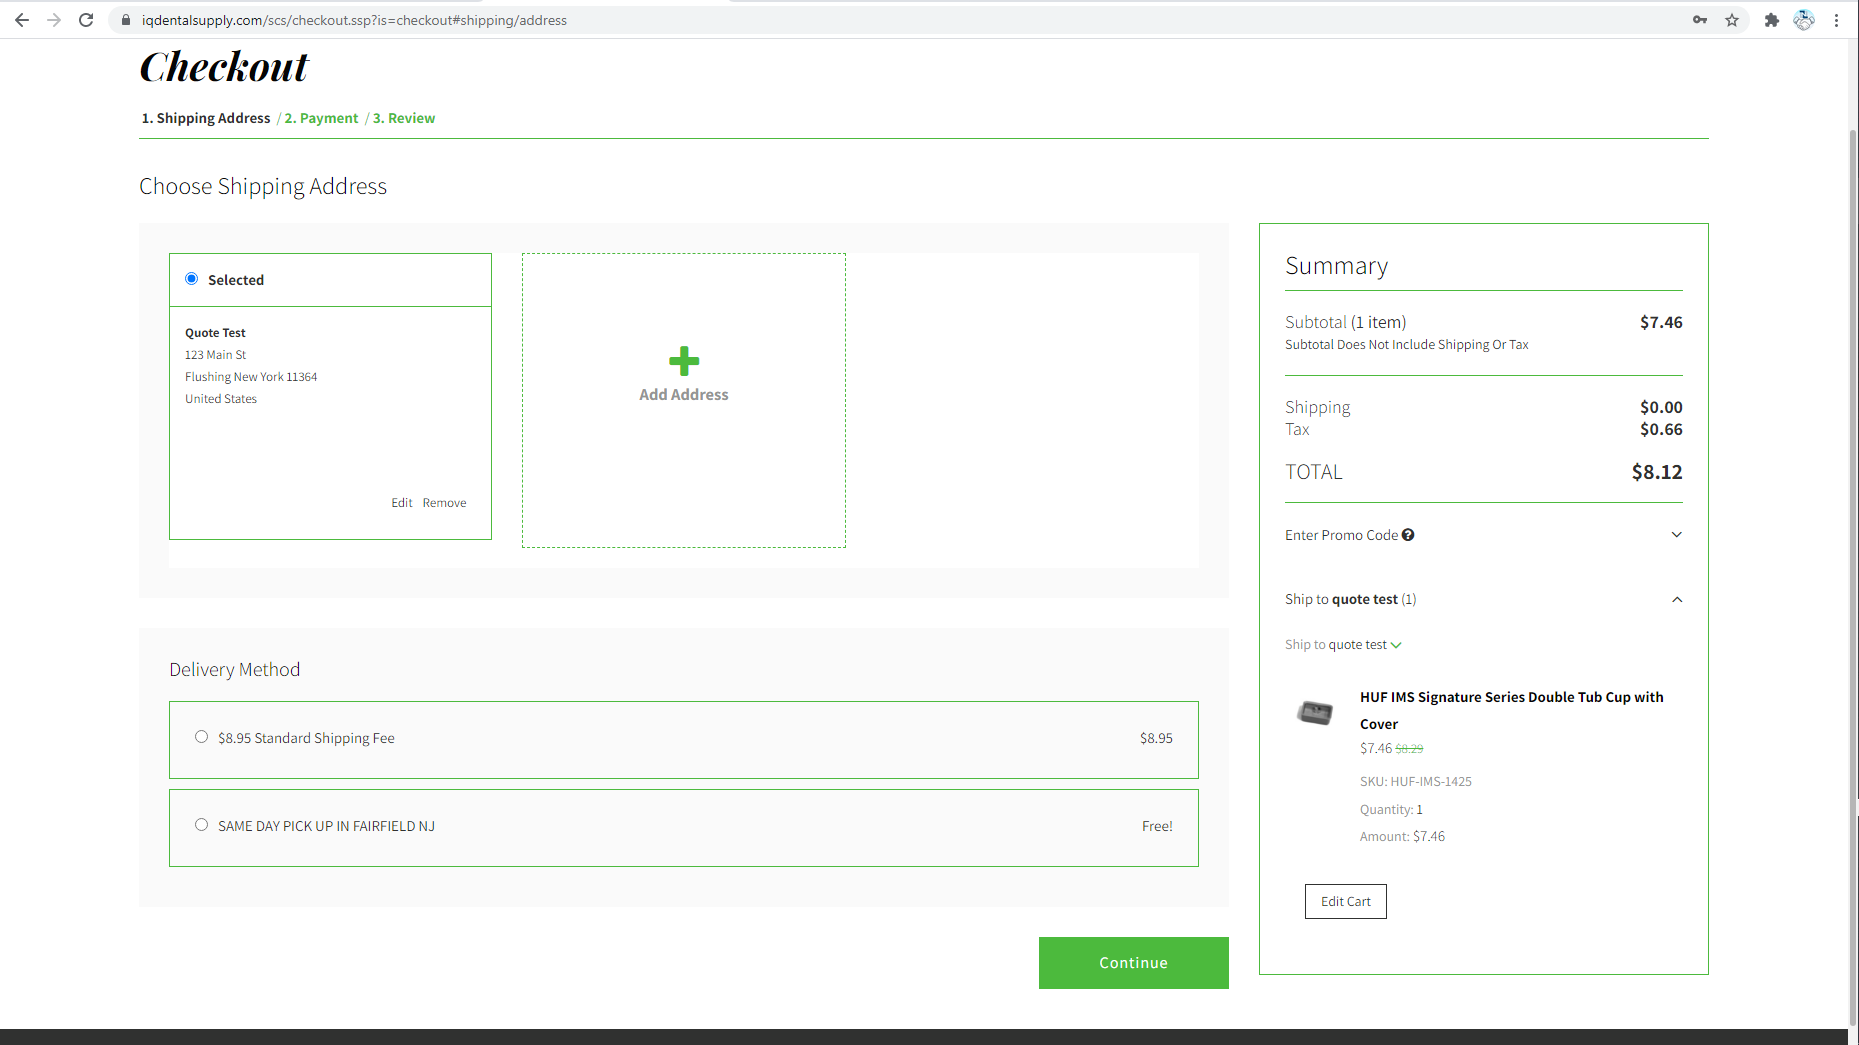 iqdentalsupply.com/scs/checkout.ssp?is=checkout#shipping/address
Checkout
1. Shipping Address / 2. Payment / 3. Review
Choose Shipping Address
Selected
Quote Test
123 Main St
Flushing New York 11364
United States
Edit Remove
Add Address
Delivery Method
$8.95 Standard Shipping Fee $8.95
SAME DAY PICK UP IN FAIRFIELD NJ Free!
Continue
Summary
Subtotal (1 item) $7.46
Subtotal Does Not Include Shipping Or Tax
Shipping $0.00
Tax $0.66
TOTAL $8.12
Enter Promo Code ?
Ship to quote test (1)
Ship to quote test
HUF IMS Signature Series Double Tub Cup with
Cover
$7.46 $8.29
SKU: HUF-IMS-1425
Quantity: 1
Amount: $7.46
Edit Cart